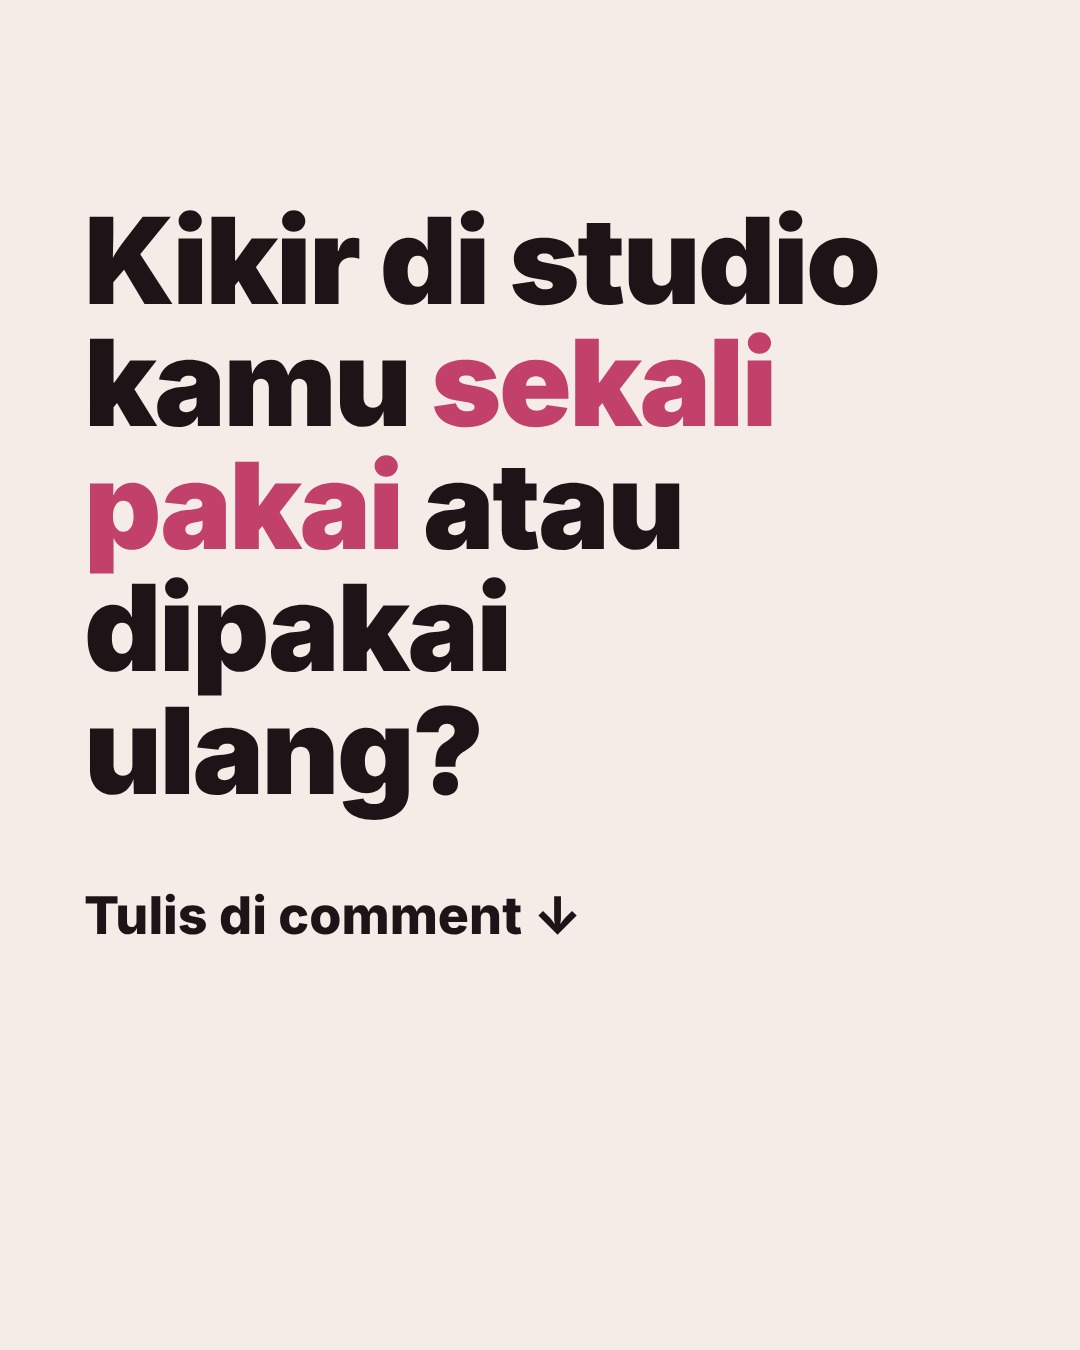 Kikir di studio
kamu sekali
pakai atau
dipakai
ulang?
Tulis di comment ↓